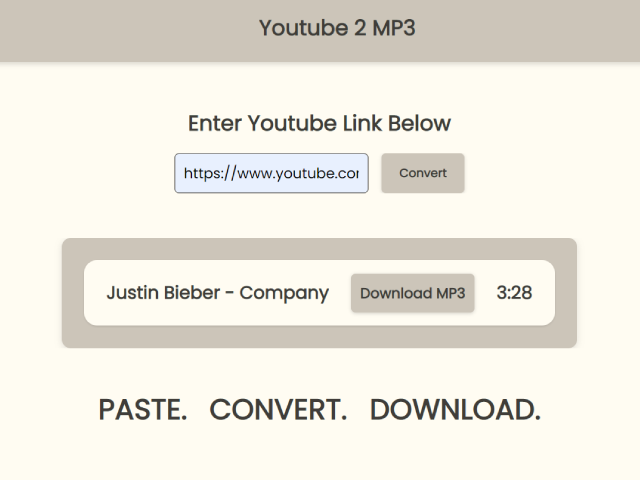 Youtube 2 MP3
Enter Youtube Link Below
https://www.youtube.co
Convert
Justin Bieber - Company
Download MP3
3:28
PASTE. CONVERT. DOWNLOAD.